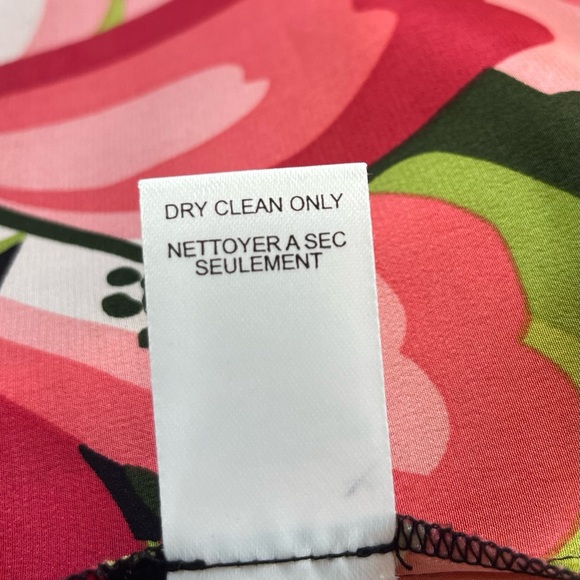 DRY CLEAN ONLY
NETTOYER A SEC
SEULEMENT